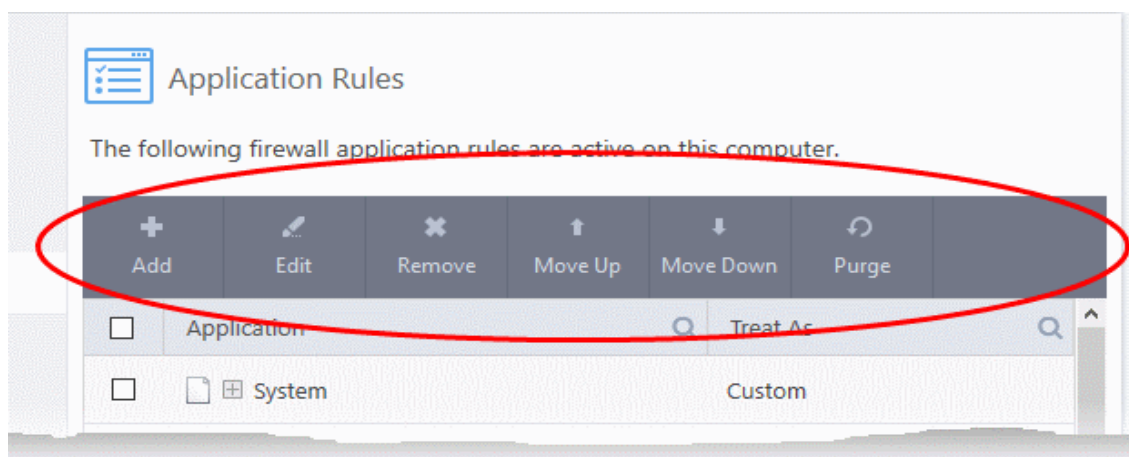 Application Rules
The following firewall application rules are active on this computer.
Add Edit Remove Move Up Move Down Purge
Application Treat As
System Custom